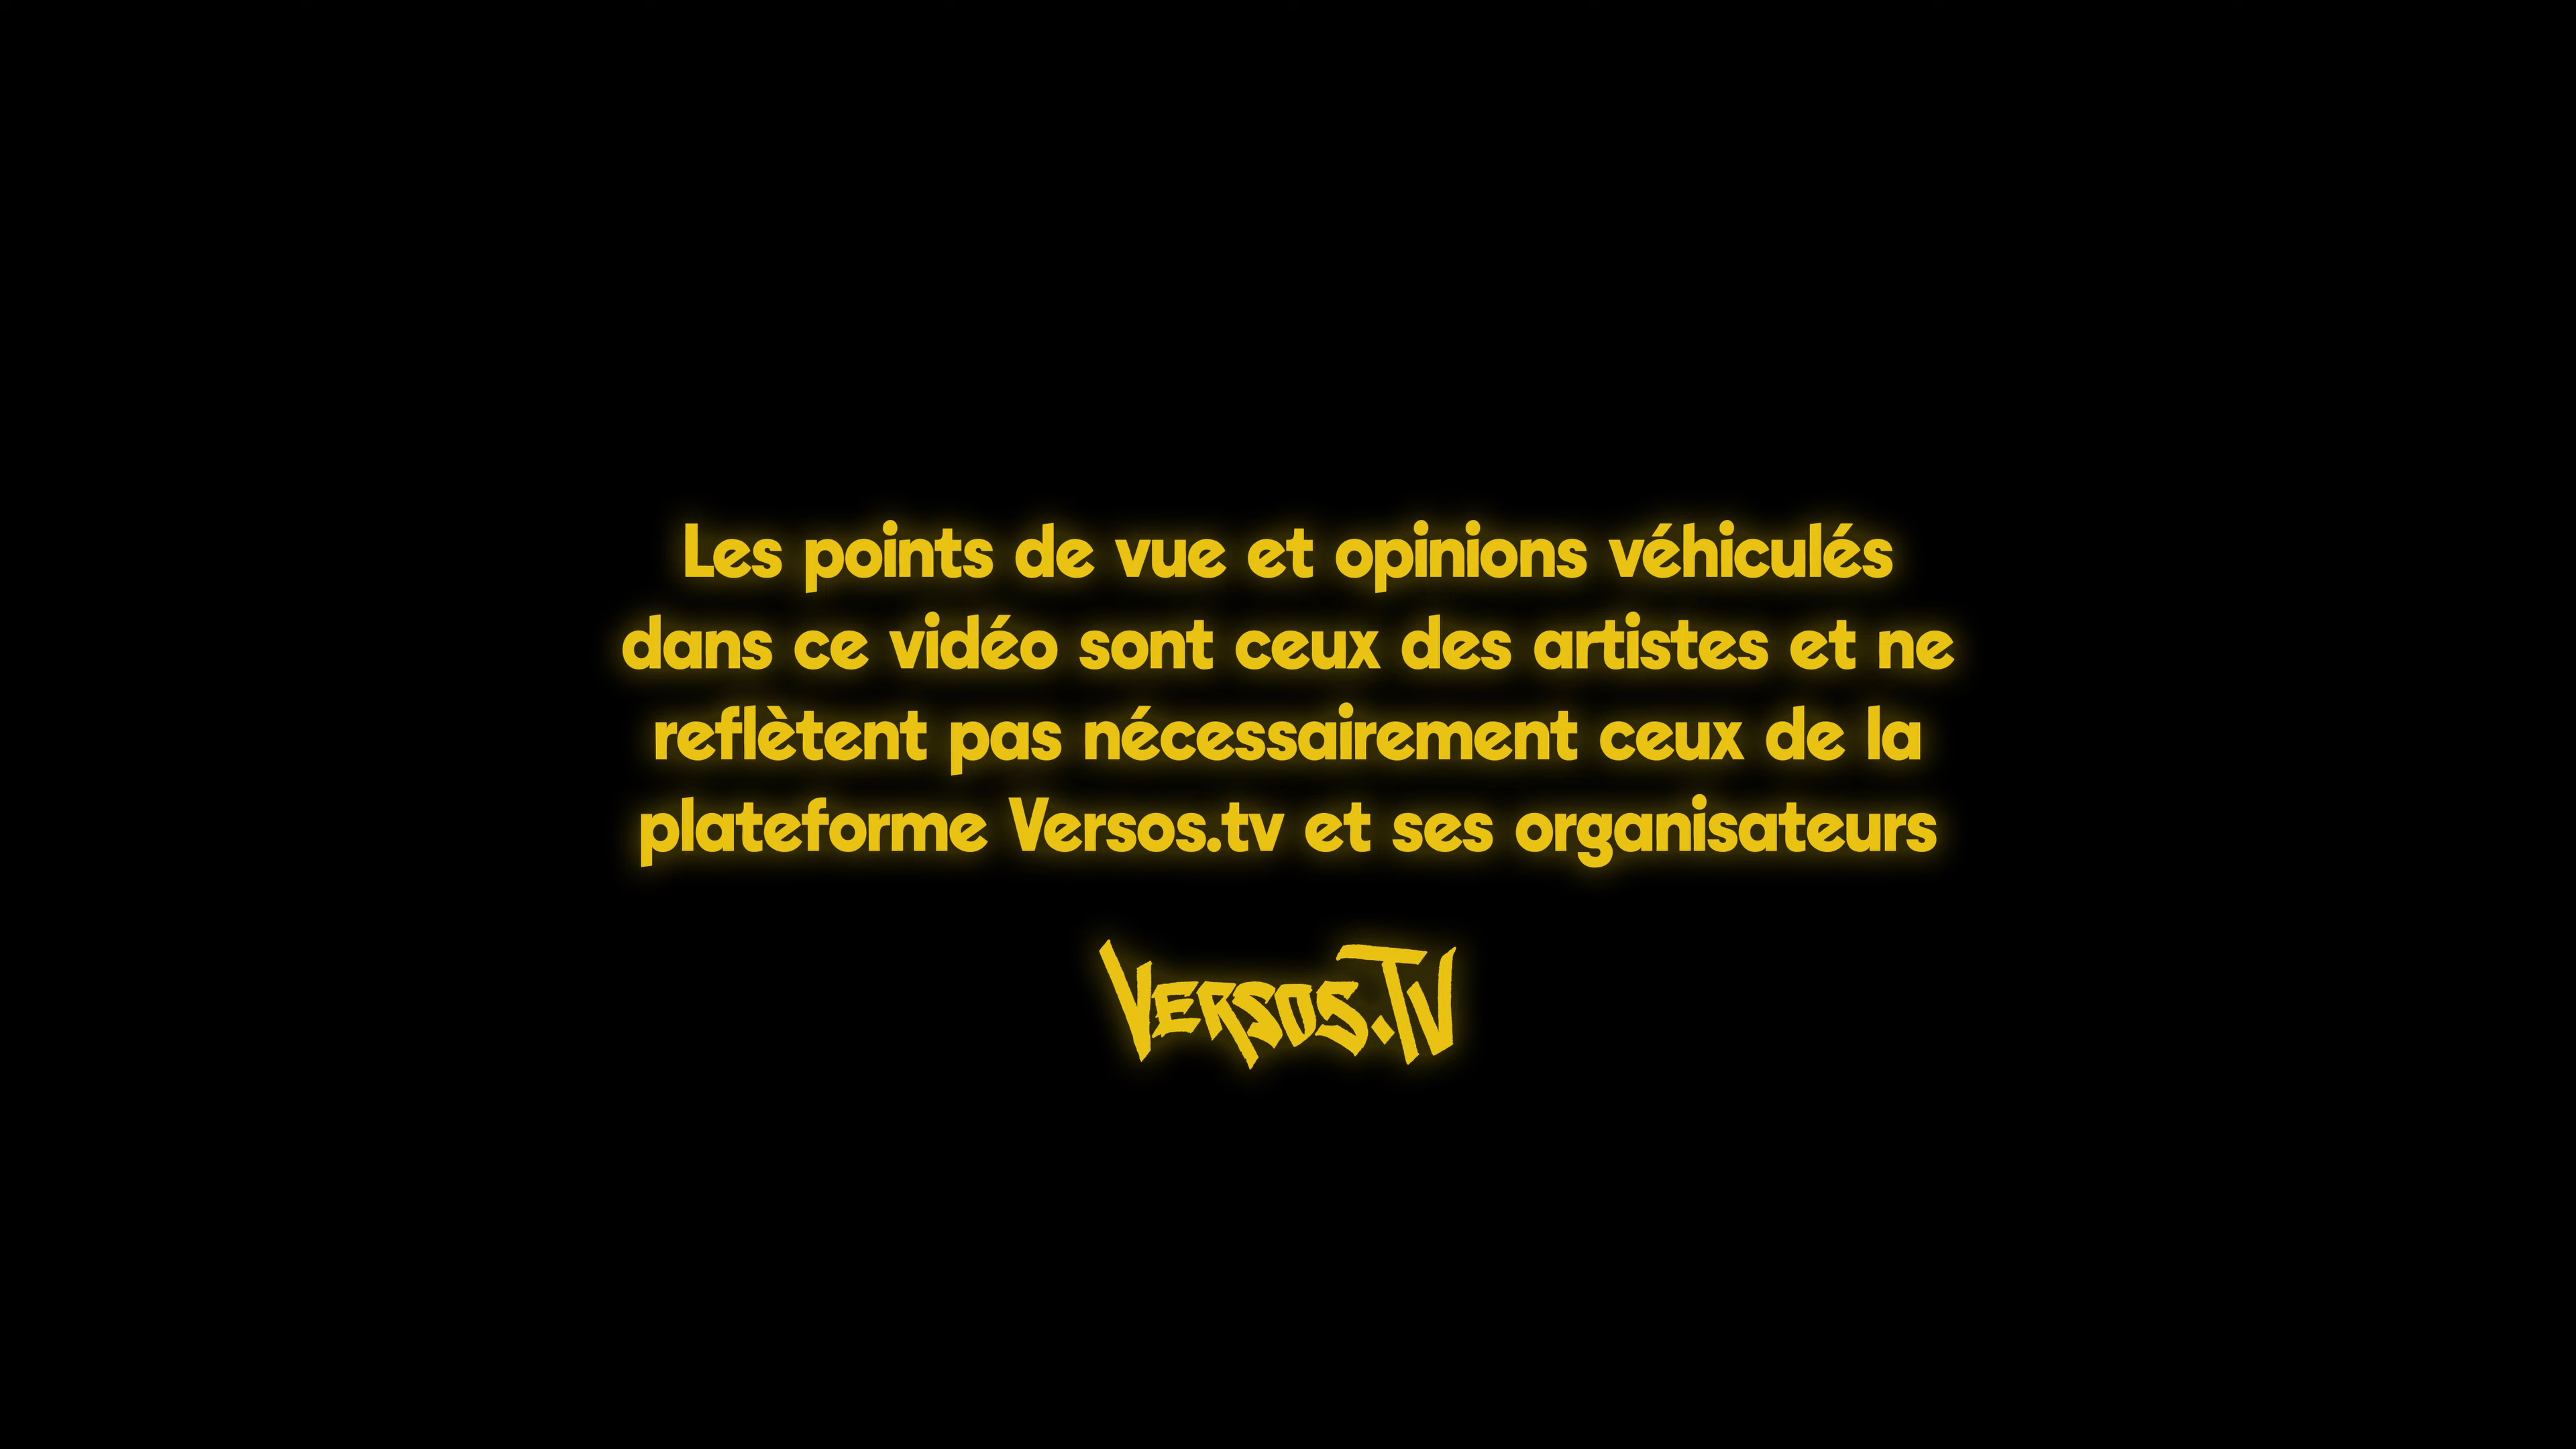 Les points de vue et opinions véhiculés
dans ce vidéo sont ceux des artistes et ne
reflètent pas nécessairement ceux de la
plateforme Versos.tv et ses organisateurs
VERSOS.TV